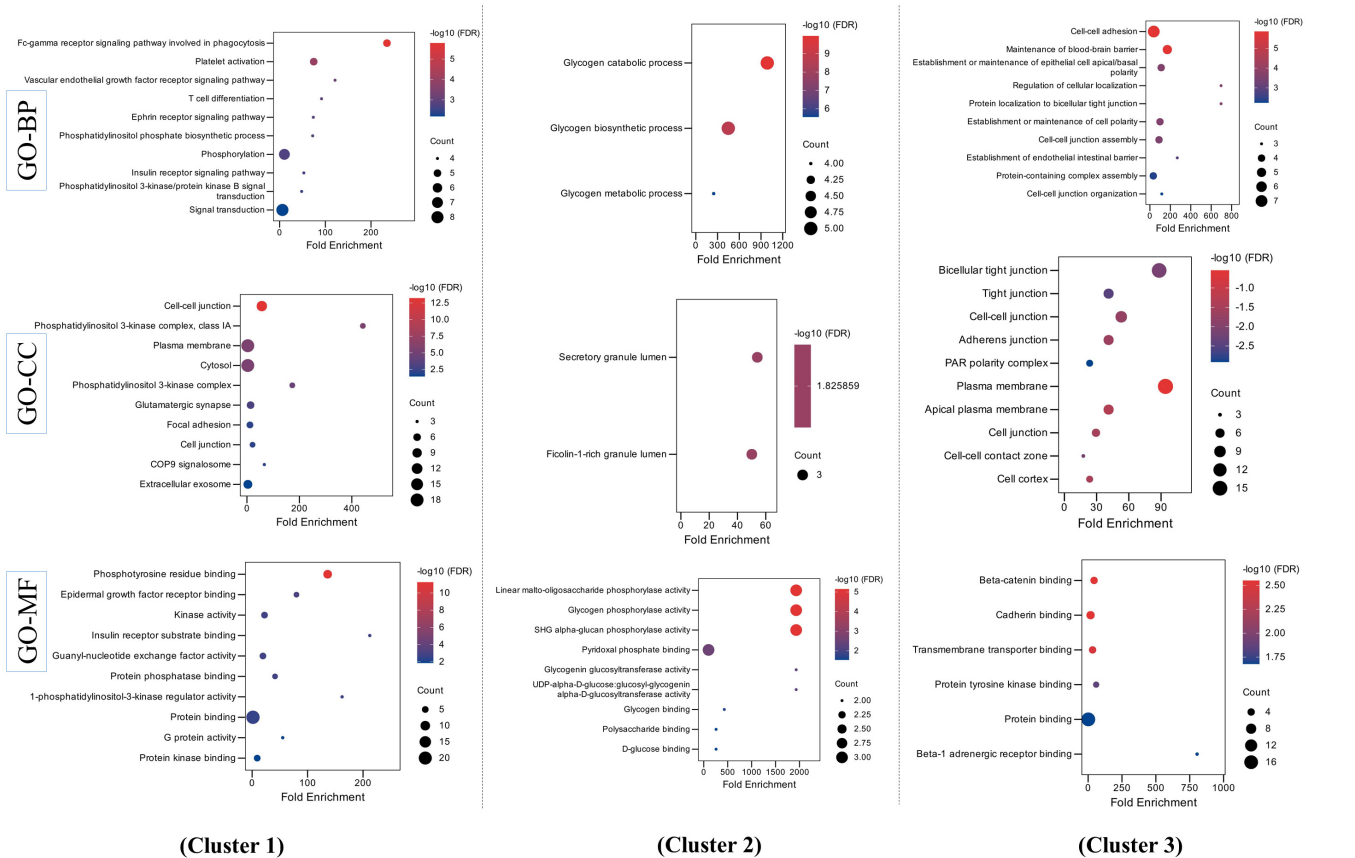 GO-BP
Fc-gamma receptor signaling pathway involved in phagocytosis
Platelet activation
Vascular endothelial growth factor receptor signaling pathway
T cell differentiation
Ephrin receptor signaling pathway
Phosphatidylinositol phosphate biosynthetic process
Phosphorylation
Insulin receptor signaling pathway
Phosphatidylinositol 3-kinase/protein kinase B signal
transduction
Signal transduction
0 100 200
Fold Enrichment
-log10 (FDR)
5
4
3
Count
4
5
6
7
8
Glycogen catabolic process
Glycogen biosynthetic process
Glycogen metabolic process
0 300 600 900 1200
Fold Enrichment
-log10 (FDR)
9
8
7
6
Count
4.00
4.25
4.50
4.75
5.00
Cell-cell adhesion
Maintenance of blood-brain barrier
Establishment or maintenance of epithelial cell apical/basal
polarity
Regulation of cellular localization
Protein localization to bicellular tight junction
Establishment or maintenance of cell polarity
Cell-cell junction assembly
Establishment of endothelial intestinal barrier
Protein-containing complex assembly
Cell-cell junction organization
0 200 400 600 800
Fold Enrichment
-log10 (FDR)
5
4
3
Count
3
4
5
6
7
GO-CC
Cell-cell junction
Phosphatidylinositol 3-kinase complex, class IA
Plasma membrane
Cytosol
Phosphatidylinositol 3-kinase complex
Glutamatergic synapse
Focal adhesion
Cell junction
COP9 signalosome
Extracellular exosome
0 200 400
Fold Enrichment
-log10 (FDR)
12.5
10.0
7.5
5.0
2.5
Count
3
6
9
12
15
18
Secretory granule lumen
Ficolin-1-rich granule lumen
0 20 40 60
Fold Enrichment
-log10 (FDR)
1.825859
Count
3
Bicellular tight junction
Tight junction
Cell-cell junction
Adherens junction
PAR polarity complex
Plasma membrane
Apical plasma membrane
Cell junction
Cell-cell contact zone
Cell cortex
0 30 60 90
Fold Enrichment
-log10 (FDR)
-1.0
-1.5
-2.0
-2.5
Count
3
6
9
12
15
GO-MF
Phosphotyrosine residue binding
Epidermal growth factor receptor binding
Kinase activity
Insulin receptor substrate binding
Guanyl-nucleotide exchange factor activity
Protein phosphatase binding
1-phosphatidylinositol-3-kinase regulator activity
Protein binding
G protein activity
Protein kinase binding
0 100 200
Fold Enrichment
-log10 (FDR)
10
8
6
4
2
Count
5
10
15
20
Linear malto-oligosaccharide phosphorylase activity
Glycogen phosphorylase activity
SHG alpha-glucan phosphorylase activity
Pyridoxal phosphate binding
Glycogenin glucosyltransferase activity
UDP-alpha-D-glucose:glucosyl-glycogenin
alpha-D-glucosyltransferase activity
Glycogen binding
Polysaccharide binding
D-glucose binding
0 500 1000 1500 2000
Fold Enrichment
-log10 (FDR)
5
4
3
2
Count
2.00
2.25
2.50
2.75
3.00
Beta-catenin binding
Cadherin binding
Transmembrane transporter binding
Protein tyrosine kinase binding
Protein binding
Beta-1 adrenergic receptor binding
0 250 500 750 1000
Fold Enrichment
-log10 (FDR)
2.50
2.25
2.00
1.75
Count
4
8
12
16
(Cluster 1)
(Cluster 2)
(Cluster 3)